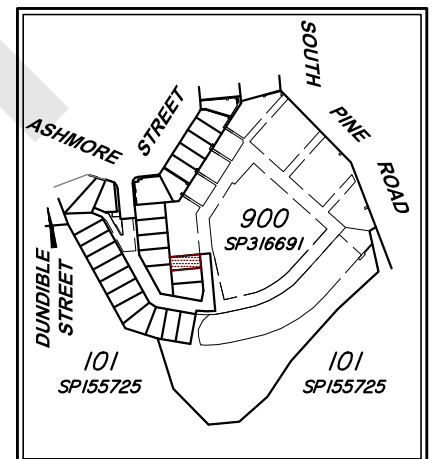 SOUTH
PINE
ROAD
ASHMORE
STREET
900
SP316691
DUNDIBLE
STREET
101
SP155725
101
SP155725